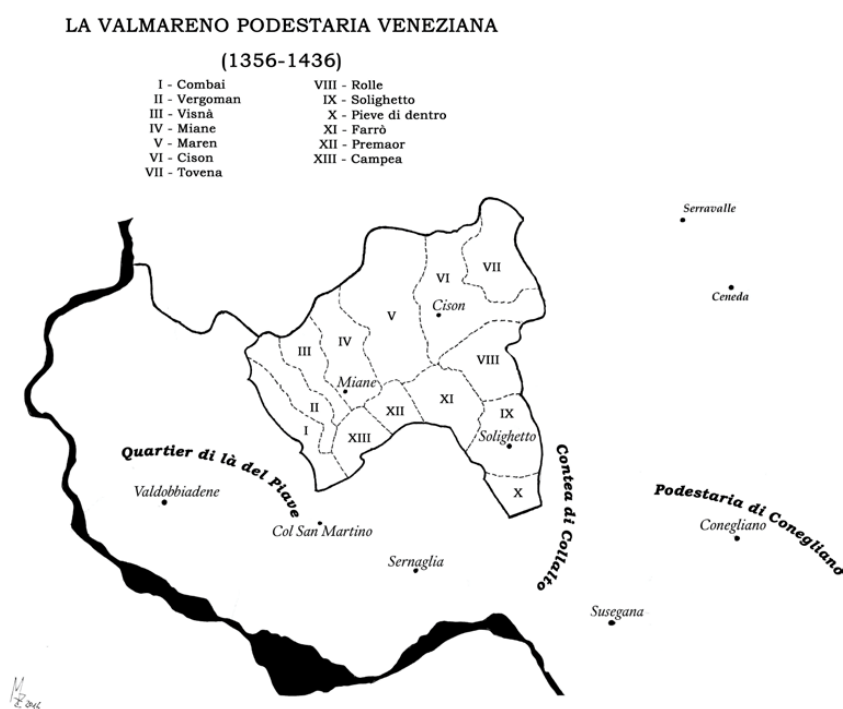 LA VALMARENO PODESTARIA VENEZIANA
(1356-1436)
I - Combai
II - Vergoman
III - Visnà
IV - Miane
V - Maren
VI - Cison
VII - Tovena
VIII - Rolle
IX - Solighetto
X - Pieve di dentro
XI - Farrò
XII - Premaor
XIII - Campea
Serravalle
Ceneda
VII
VI
Cison
V
IV
III
VIII
Miane
XI
XII
II
IX
I
XIII
Solighetto
X
Quartier di là del Piave
Valdobbiadene
Col San Martino
Sernaglia
Contea di Collalto
Podestaria di Conegliano
Conegliano
Susegana